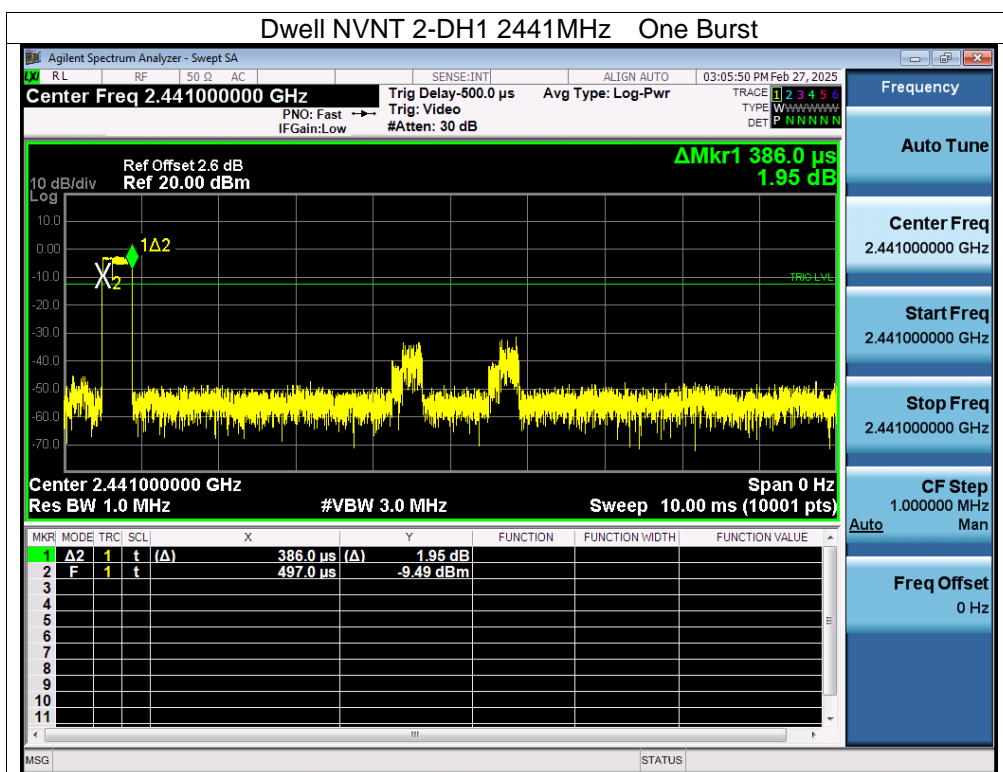 Dwell NVNT 2-DH1 2441MHz One Burst
Agilent Spectrum Analyzer - Swept SA
LXI RL RF 50 Ω AC SENSE:INT ALIGN AUTO 03:05:50 PM Feb 27, 2025
Center Freq 2.441000000 GHz
PNO: Fast
IFGain:Low
Trig Delay-500.0 µs
Trig: Video
#Atten: 30 dB
Avg Type: Log-Pwr
TRACE 1 2 3 4 5 6
TYPE WWWWWW
DET P N N N N N
ΔMkr1 386.0 µs
1.95 dB
Ref Offset 2.6 dB
10 dB/div Ref 20.00 dBm
Log
10.0
0.00
-10.0
-20.0
-30.0
-40.0
-50.0
-60.0
-70.0
1Δ2
X2
TRIG LVL
Center 2.441000000 GHz Span 0 Hz
Res BW 1.0 MHz #VBW 3.0 MHz Sweep 10.00 ms (10001 pts)
MKR MODE TRC SCL X Y FUNCTION FUNCTION WIDTH FUNCTION VALUE
1 Δ2 1 t (Δ) 386.0 µs (Δ) 1.95 dB
2 F 1 t 497.0 µs -9.49 dBm
3
4
5
6
7
8
9
10
11
MSG STATUS
Frequency
Auto Tune
Center Freq
2.441000000 GHz
Start Freq
2.441000000 GHz
Stop Freq
2.441000000 GHz
CF Step
1.000000 MHz
Auto Man
Freq Offset
0 Hz